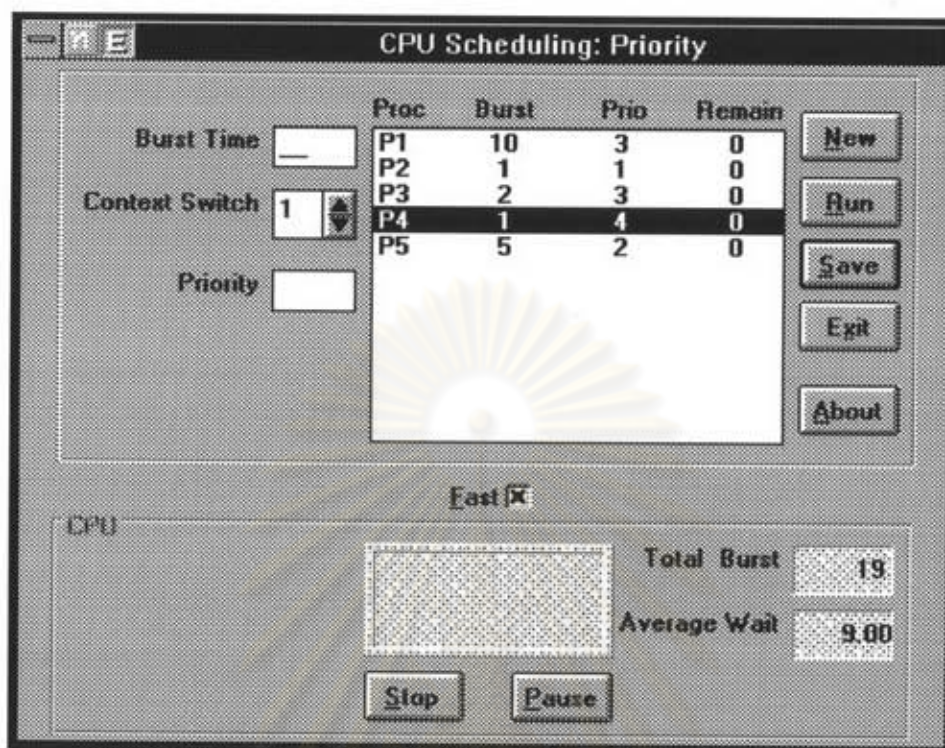 CPU Scheduling: Priority
Proc Burst Prio Remain
Burst Time
P1 10 3 0
P2 1 1 0
P3 2 3 0
P4 1 4 0
P5 5 2 0
Context Switch 1
Priority
New
Run
Save
Exit
About
Fast
CPU
Total Burst 19
Average Wait 9.00
Stop Pause